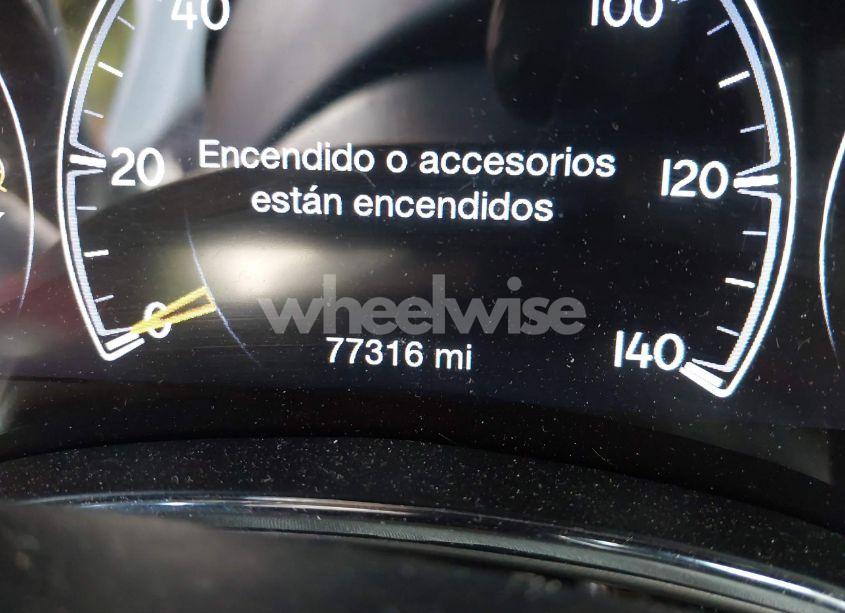 40
100
20
Encendido o accesorios
120
están encendidos
0
wheelwise
77316 mi
140